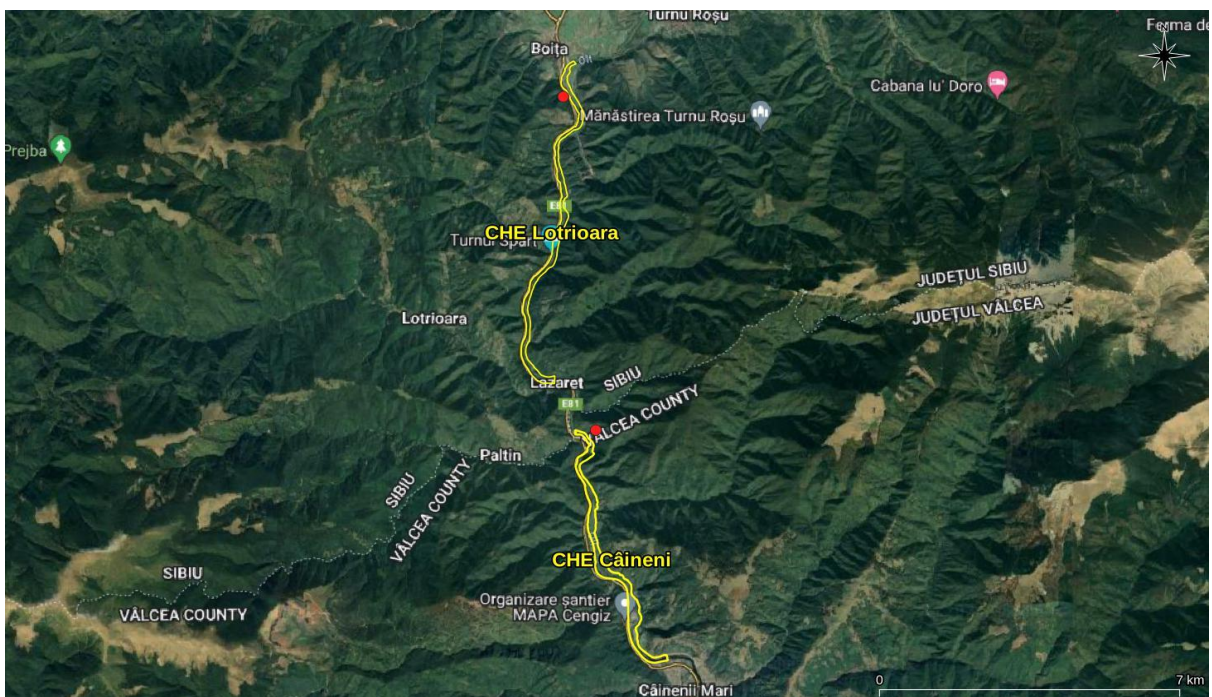 Turnu Roșu
Ferma de
N
Boița
Olt
Cabana lu' Doro
Mănăstirea Turnu Roșu
Prejba
E81
CHE Lotrioara
Turnul Spart
JUDEȚUL SIBIU
JUDEȚUL VÂLCEA
Lotrioara
Lazaret
SIBIU
E81
VÂLCEA COUNTY
Paltin
SIBIU
VÂLCEA COUNTY
CHE Câineni
SIBIU
VÂLCEA COUNTY
Organizare șantier
MAPA Cengiz
Câinenii Mari
0 7 km